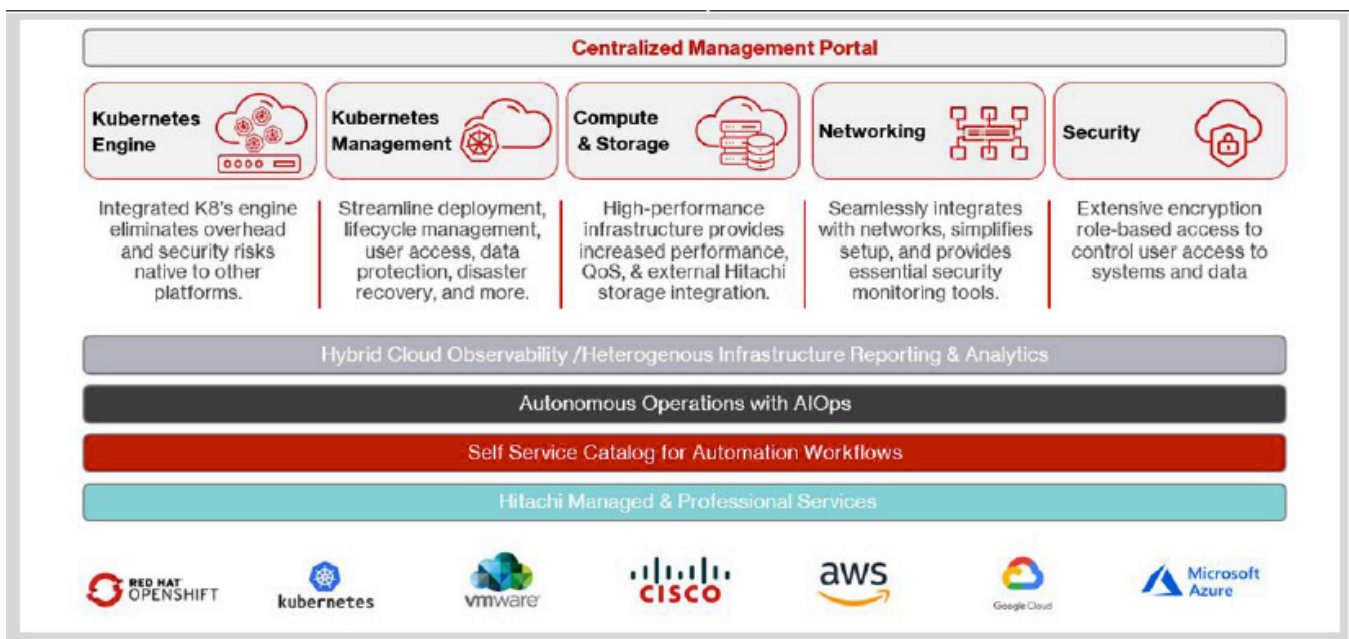 Centralized Management Portal
Kubernetes
Engine
Kubernetes
Management
Compute
& Storage
Networking
Security
Integrated K8's engine
eliminates overhead
and security risks
native to other
platforms.
Streamline deployment,
lifecycle management,
user access, data
protection, disaster
recovery, and more.
High-performance
infrastructure provides
increased performance,
QoS, & external Hitachi
storage integration.
Seamlessly integrates
with networks, simplifies
setup, and provides
essential security
monitoring tools.
Extensive encryption
role-based access to
control user access to
systems and data
Hybrid Cloud Observability /Heterogenous Infrastructure Reporting & Analytics
Autonomous Operations with AIOps
Self Service Catalog for Automation Workflows
Hitachi Managed & Professional Services
RED HAT
OPENSHIFT
kubernetes
vmware
CISCO
aws
Google Cloud
Microsoft
Azure